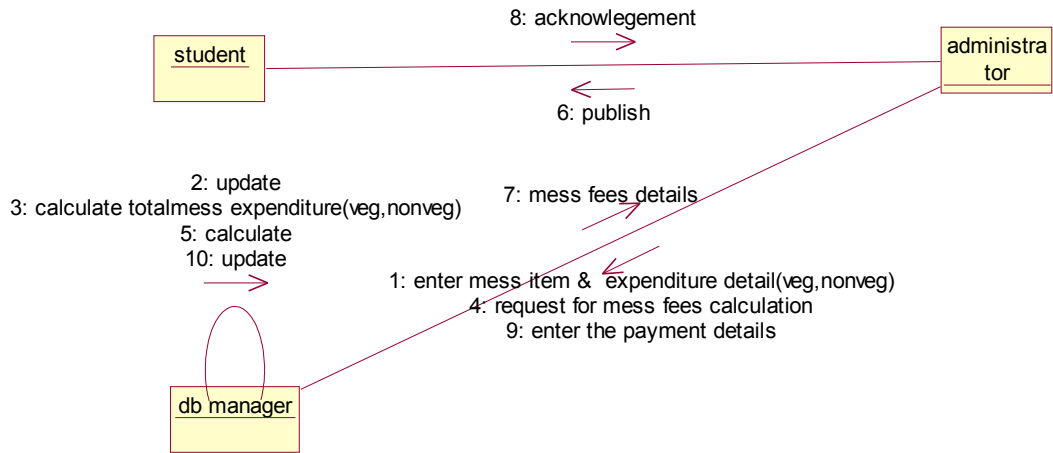 8: acknowlegement
student
administra
tor
6: publish
2: update
3: calculate totalmess expenditure(veg,nonveg)
5: calculate
10: update
7: mess fees details
1: enter mess item &  expenditure detail(veg,nonveg)
4: request for mess fees calculation
9: enter the payment details
db manager